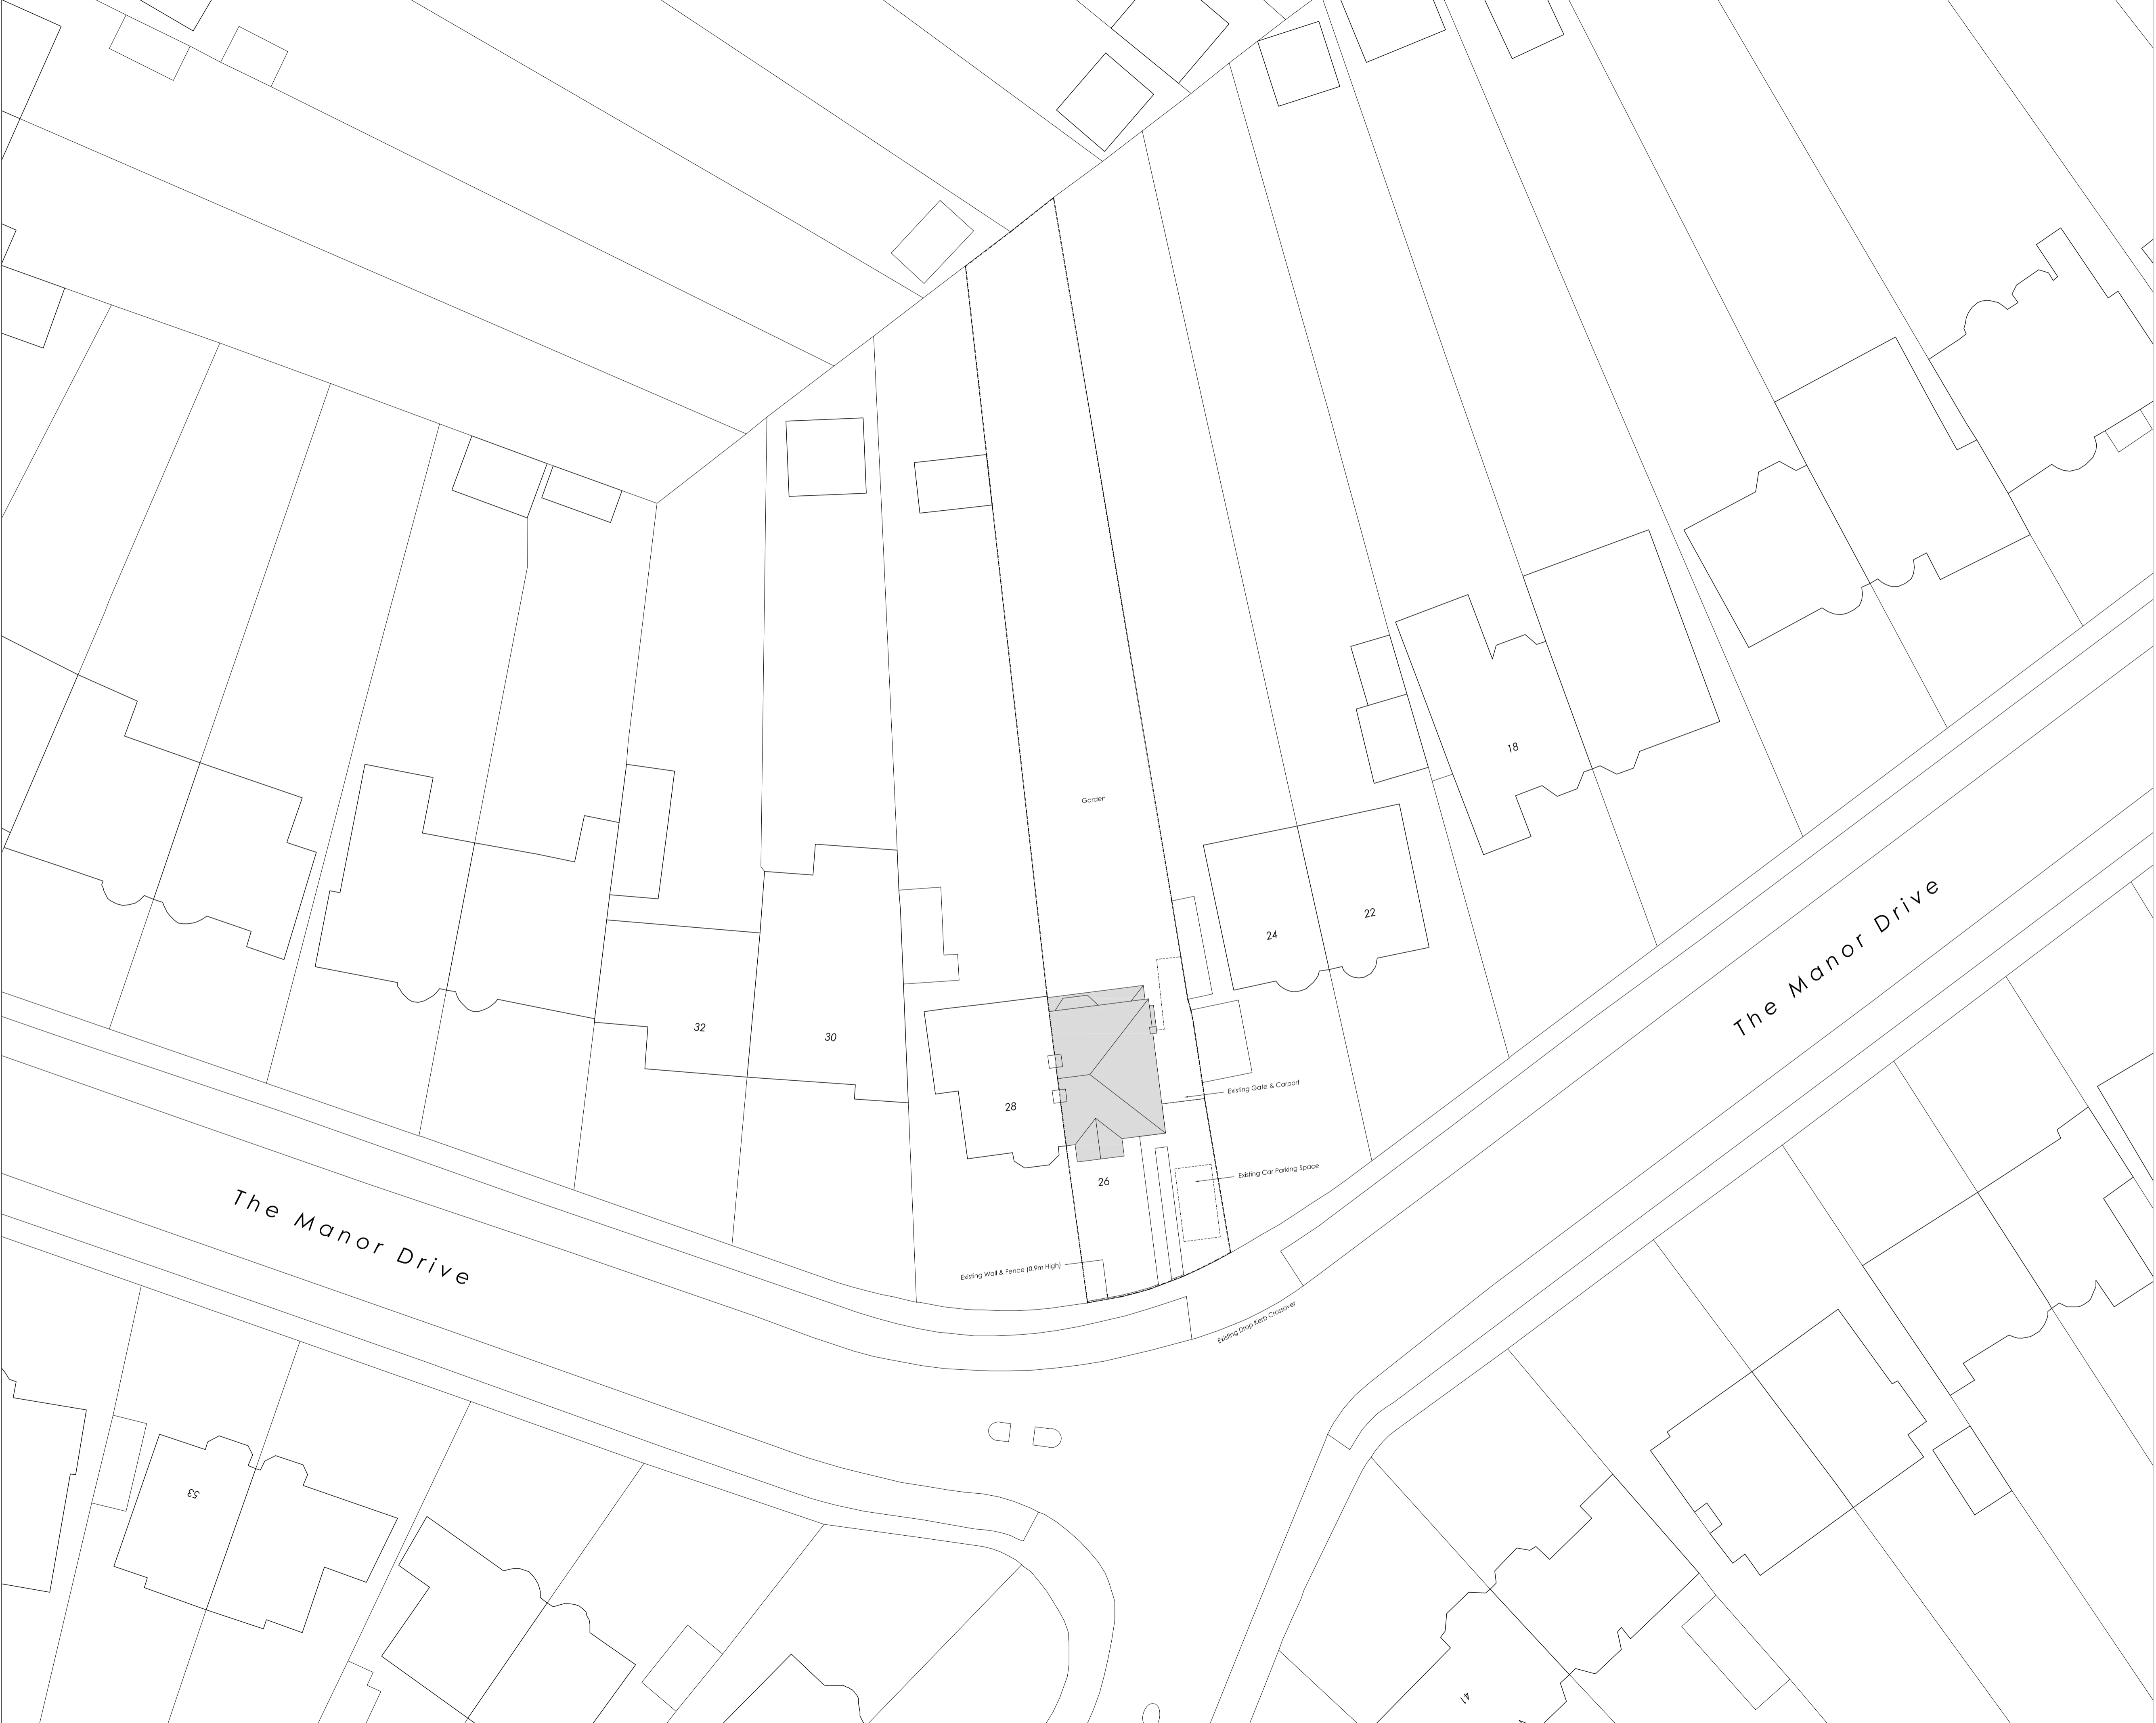 Garden
18
22
24
The Manor Drive
32
30
28
Existing Gate & Carport
Existing Car Parking Space
26
The Manor Drive
Existing Wall & Fence (0.9m High)
Existing Drop Kerb Crossover
53
41